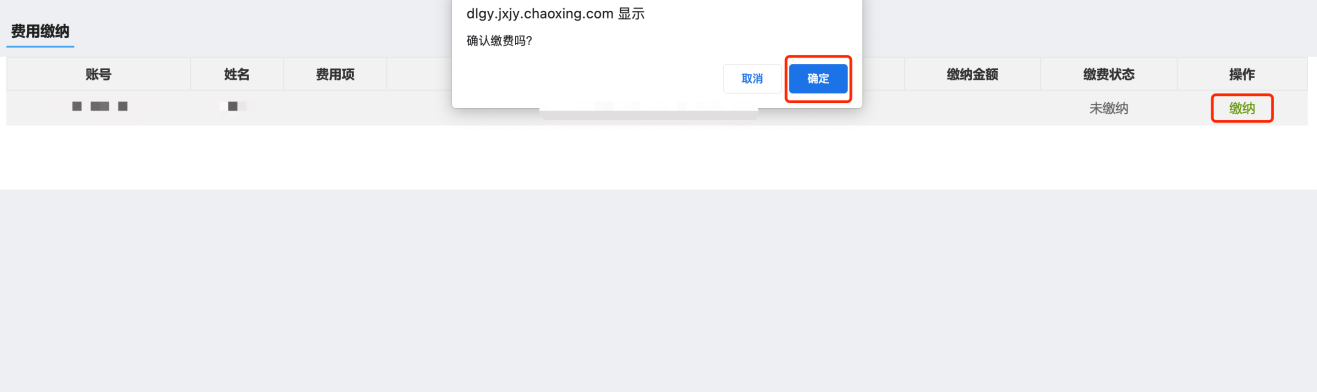 dlgy.jxjy.chaoxing.com 显示
费用缴纳
确认缴费吗?
取消 确定
账号 姓名 费用项 缴纳金额 缴费状态 操作
未缴纳 缴纳